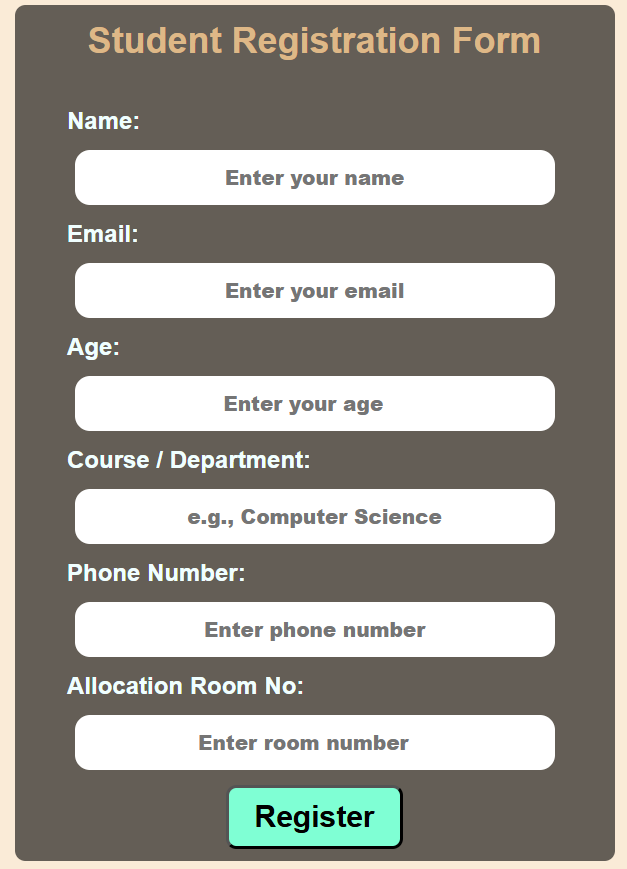 Student Registration Form
Name:
Enter your name
Email:
Enter your email
Age:
Enter your age
Course / Department:
e.g., Computer Science
Phone Number:
Enter phone number
Allocation Room No:
Enter room number
Register